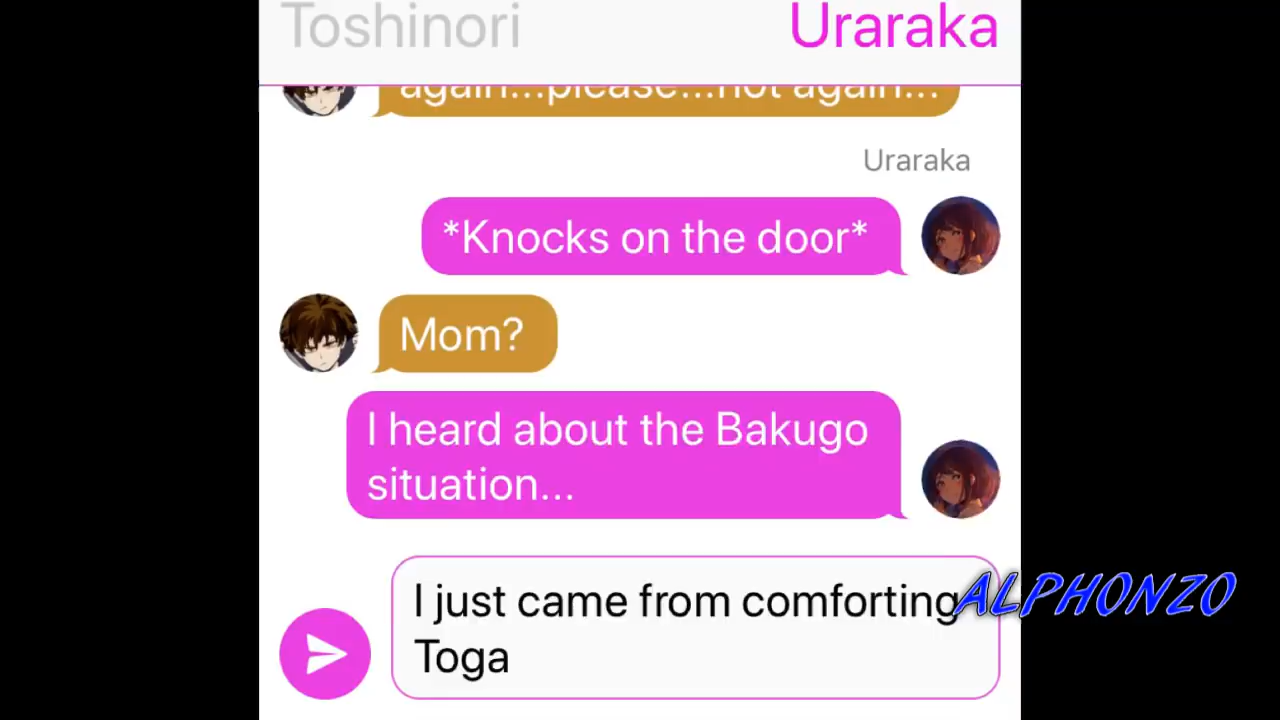 Toshinori
Uraraka
again...please...not again...
Uraraka
*Knocks on the door*
Mom?
I heard about the Bakugo
situation...
I just came from comforting
Toga
ALPHONZO